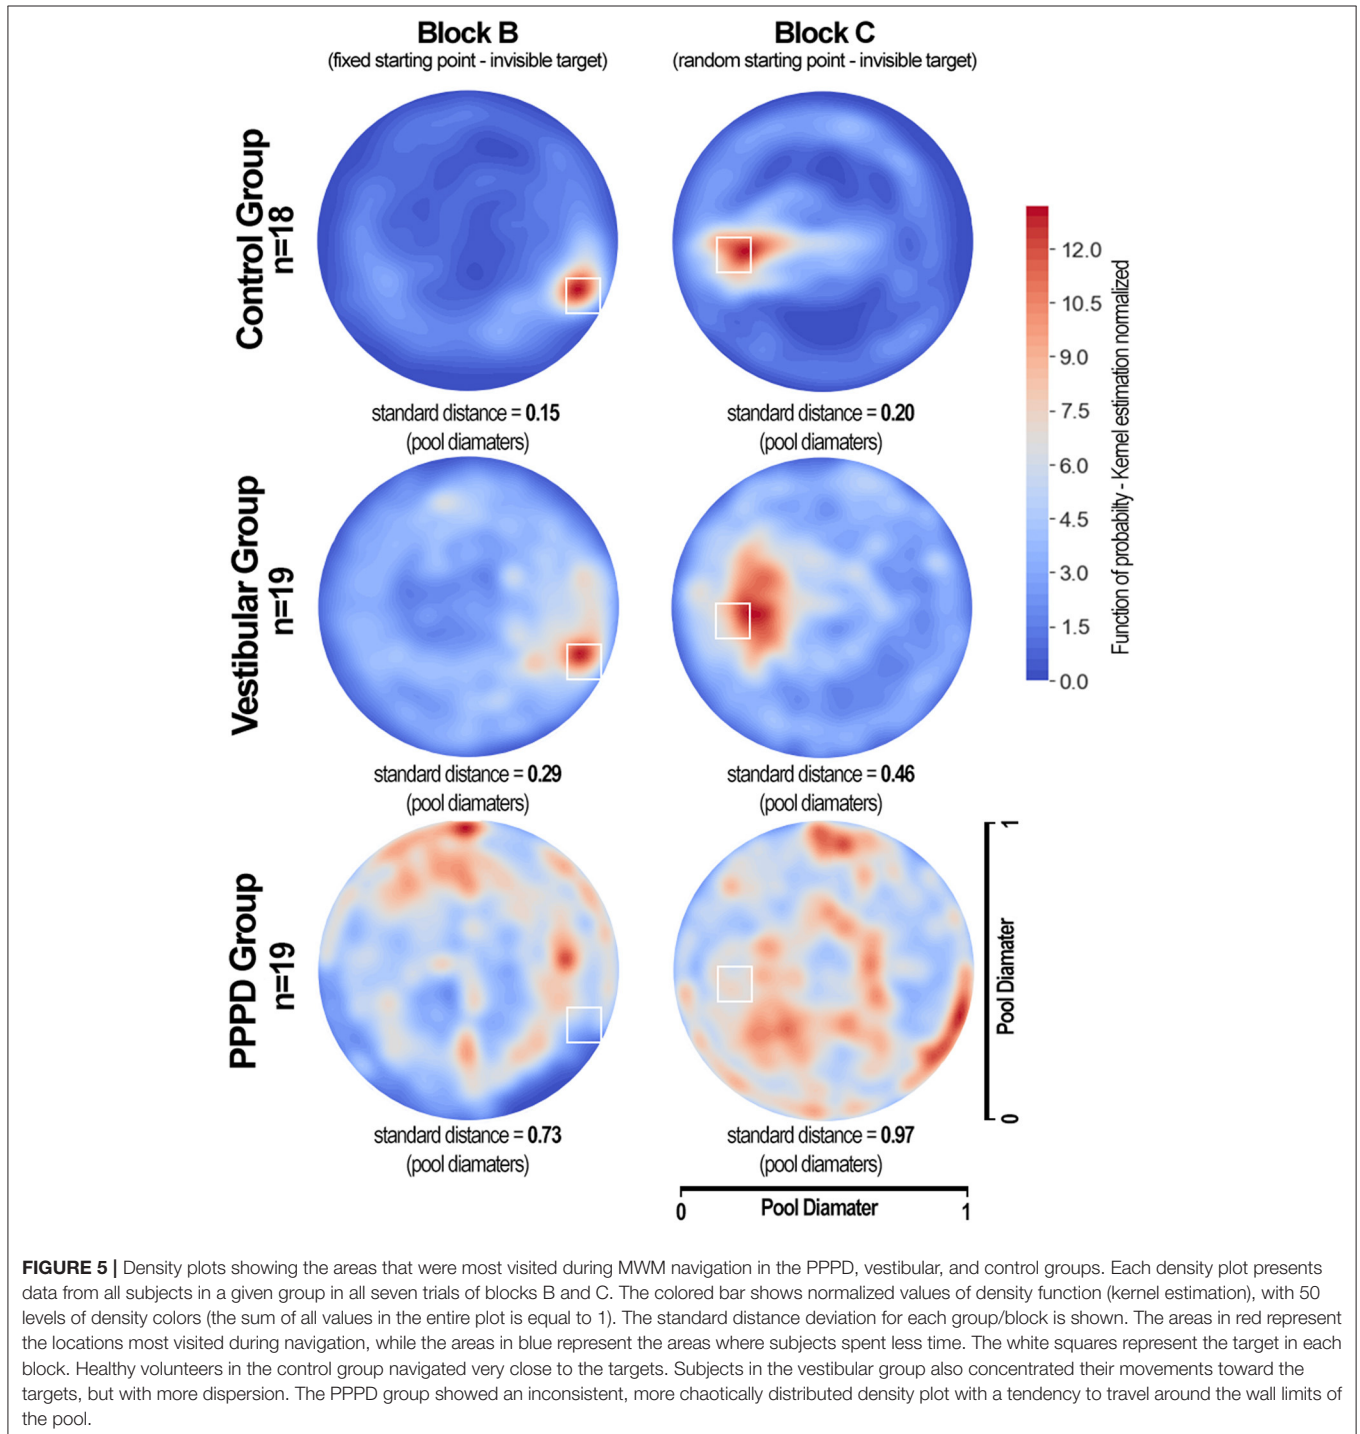 Block B
(fixed starting point - invisible target)
Block C
(random starting point - invisible target)
Control Group
n=18
standard distance = 0.15
(pool diamaters)
standard distance = 0.20
(pool diamaters)
12.0
10.5
9.0
7.5
6.0
4.5
3.0
1.5
0.0
Function of probabilty - Kernel estimation normalized
Vestibular Group
n=19
standard distance = 0.29
(pool diamaters)
standard distance = 0.46
(pool diamaters)
PPPD Group
n=19
standard distance = 0.73
(pool diamaters)
standard distance = 0.97
(pool diamaters)
1
Pool Diamater
0
0
Pool Diamater
1
FIGURE 5 | Density plots showing the areas that were most visited during MWM navigation in the PPPD, vestibular, and control groups. Each density plot presents
data from all subjects in a given group in all seven trials of blocks B and C. The colored bar shows normalized values of density function (kernel estimation), with 50
levels of density colors (the sum of all values in the entire plot is equal to 1). The standard distance deviation for each group/block is shown. The areas in red represent
the locations most visited during navigation, while the areas in blue represent the areas where subjects spent less time. The white squares represent the target in each
block. Healthy volunteers in the control group navigated very close to the targets. Subjects in the vestibular group also concentrated their movements toward the
targets, but with more dispersion. The PPPD group showed an inconsistent, more chaotically distributed density plot with a tendency to travel around the wall limits of
the pool.